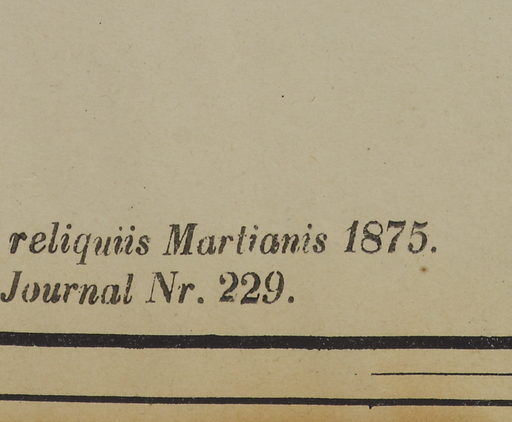 reliquiis Martianis 1875.
Journal Nr. 229.